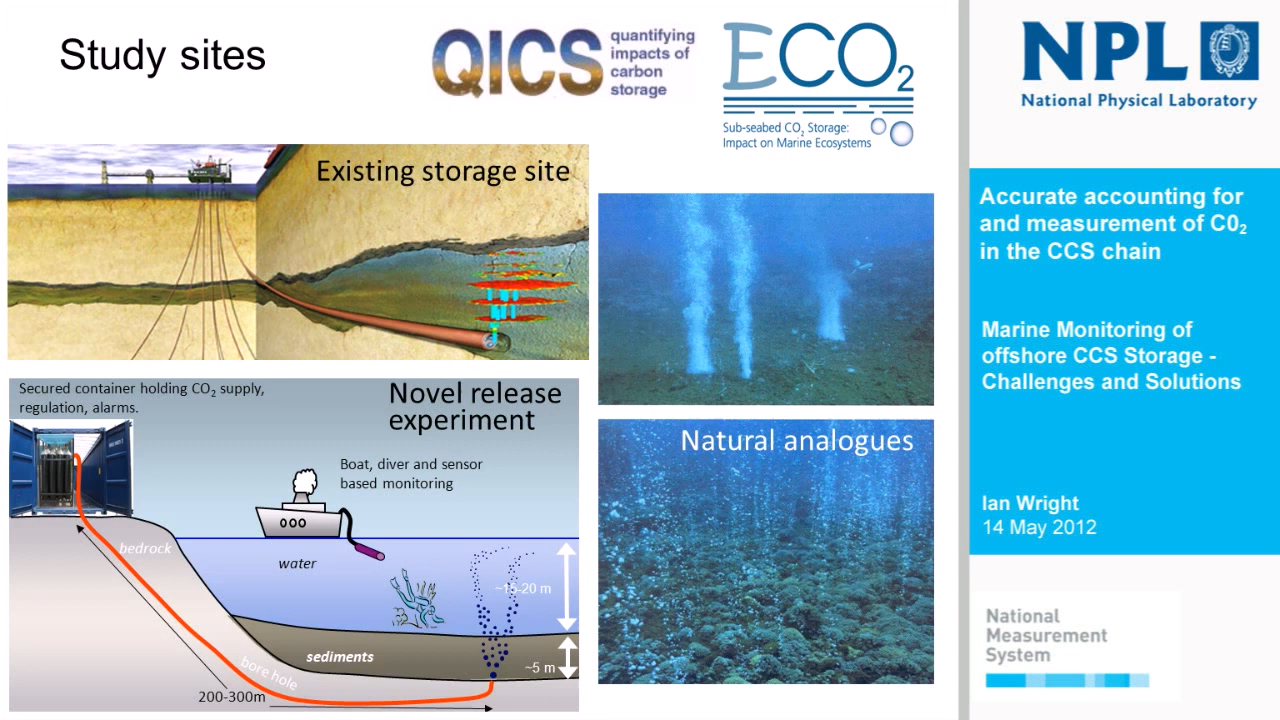 Study sites
QICS
quantifying
impacts of
carbon
storage
ECO2
Sub-seabed CO2 Storage:
Impact on Marine Ecosystems
Existing storage site
Secured container holding CO2 supply,
regulation, alarms.
Novel release
experiment
Boat, diver and sensor
based monitoring
bedrock
water
~15-20 m
sediments
~5 m
bore hole
200-300m
Natural analogues
NPL
National Physical Laboratory
Accurate accounting for
and measurement of C02
in the CCS chain
Marine Monitoring of
offshore CCS Storage -
Challenges and Solutions
Ian Wright
14 May 2012
National
Measurement
System